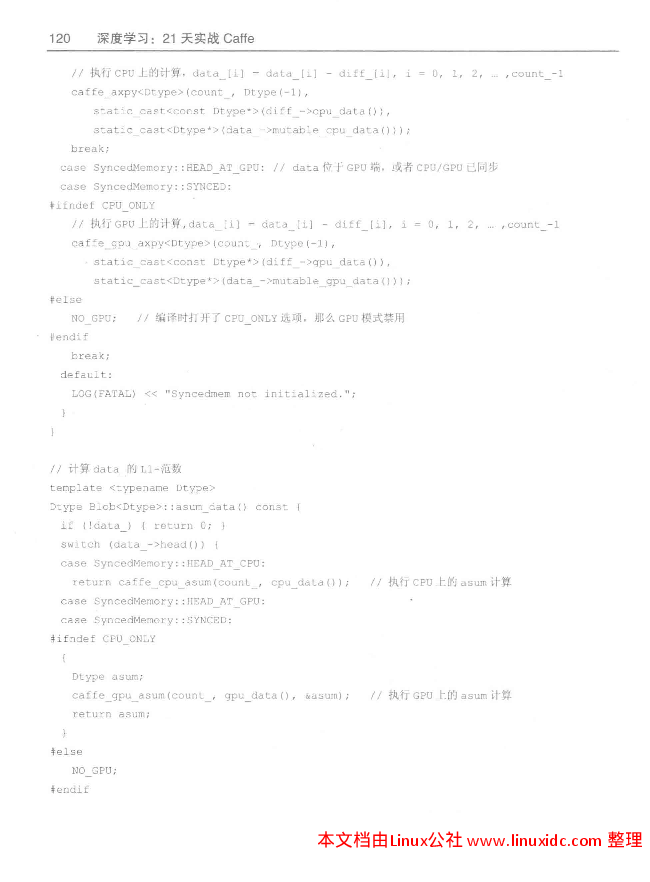 120 深度学习：21 天实战 Caffe
// 执行 CPU 上的计算，data_[i] = data_[i] - diff_[i], i = 0, 1, 2, … ,count_-1
caffe_axpy<Dtype>(count_, Dtype(-1),
static_cast<const Dtype*>(diff_->cpu_data()),
static_cast<Dtype*>(data_->mutable_cpu_data()));
break;
case SyncedMemory::HEAD_AT_GPU: // data 位于 GPU 端，或者 CPU/GPU 已同步
case SyncedMemory::SYNCED:
#ifndef CPU_ONLY
// 执行 GPU 上的计算,data_[i] = data_[i] - diff_[i], i = 0, 1, 2, … ,count_-1
caffe_gpu_axpy<Dtype>(count_, Dtype(-1),
static_cast<const Dtype*>(diff_->gpu_data()),
static_cast<Dtype*>(data_->mutable_gpu_data()));
#else
NO_GPU; // 编译时打开了 CPU_ONLY 选项，那么 GPU 模式禁用
#endif
break;
default:
LOG(FATAL) << "Syncedmem not initialized.";
}
}
// 计算 data_ 的 L1-范数
template <typename Dtype>
Dtype Blob<Dtype>::asum_data() const {
if (!data_) { return 0; }
switch (data_->head()) {
case SyncedMemory::HEAD_AT_CPU:
return caffe_cpu_asum(count_, cpu_data()); // 执行 CPU 上的 asum 计算
case SyncedMemory::HEAD_AT_GPU:
case SyncedMemory::SYNCED:
#ifndef CPU_ONLY
{
Dtype asum;
caffe_gpu_asum(count_, gpu_data(), &asum); // 执行 GPU 上的 asum 计算
return asum;
}
#else
NO_GPU;
#endif
本文档由Linux公社 www.linuxidc.com 整理